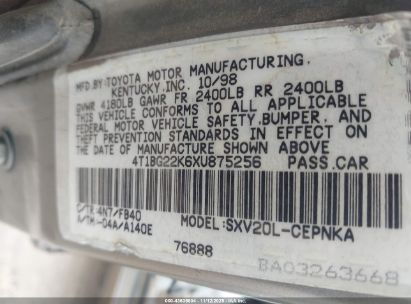 MFD.BY:TOYOTA MOTOR MANUFACTURING,
KENTUCKY,INC. 10/98
GVWR 4180LB GAWR FR 2400LB RR 2400LB
THIS VEHICLE CONFORMS TO ALL APPLICABLE
FEDERAL MOTOR VEHICLE SAFETY,BUMPER, AND
THEFT PREVENTION STANDARDS IN EFFECT ON
THE DATE OF MANUFACTURE SHOWN ABOVE.
4T1BG22K6XU875256 PASS.CAR
C/TR:4N7/FB40
A/TM:-04A/A140E MODEL:SXV20L-CEPNKA
76888
BA03263668